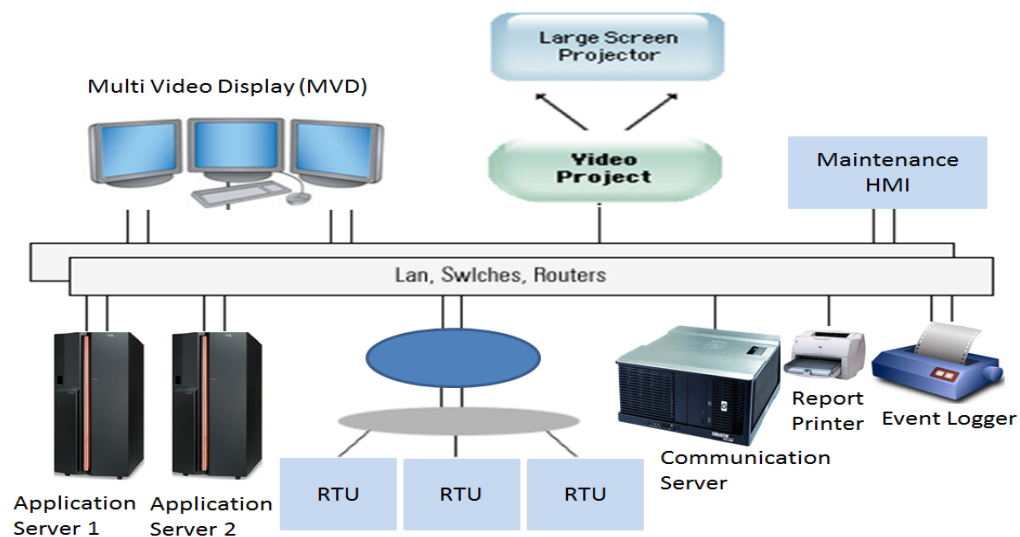 Large Screen
Projector
Multi Video Display (MVD)
Video
Project
Maintenance
HMI
Lan, Swlches, Routers
Report
Printer
Event Logger
Communication
Server
Application
Server 1
Application
Server 2
RTU
RTU
RTU